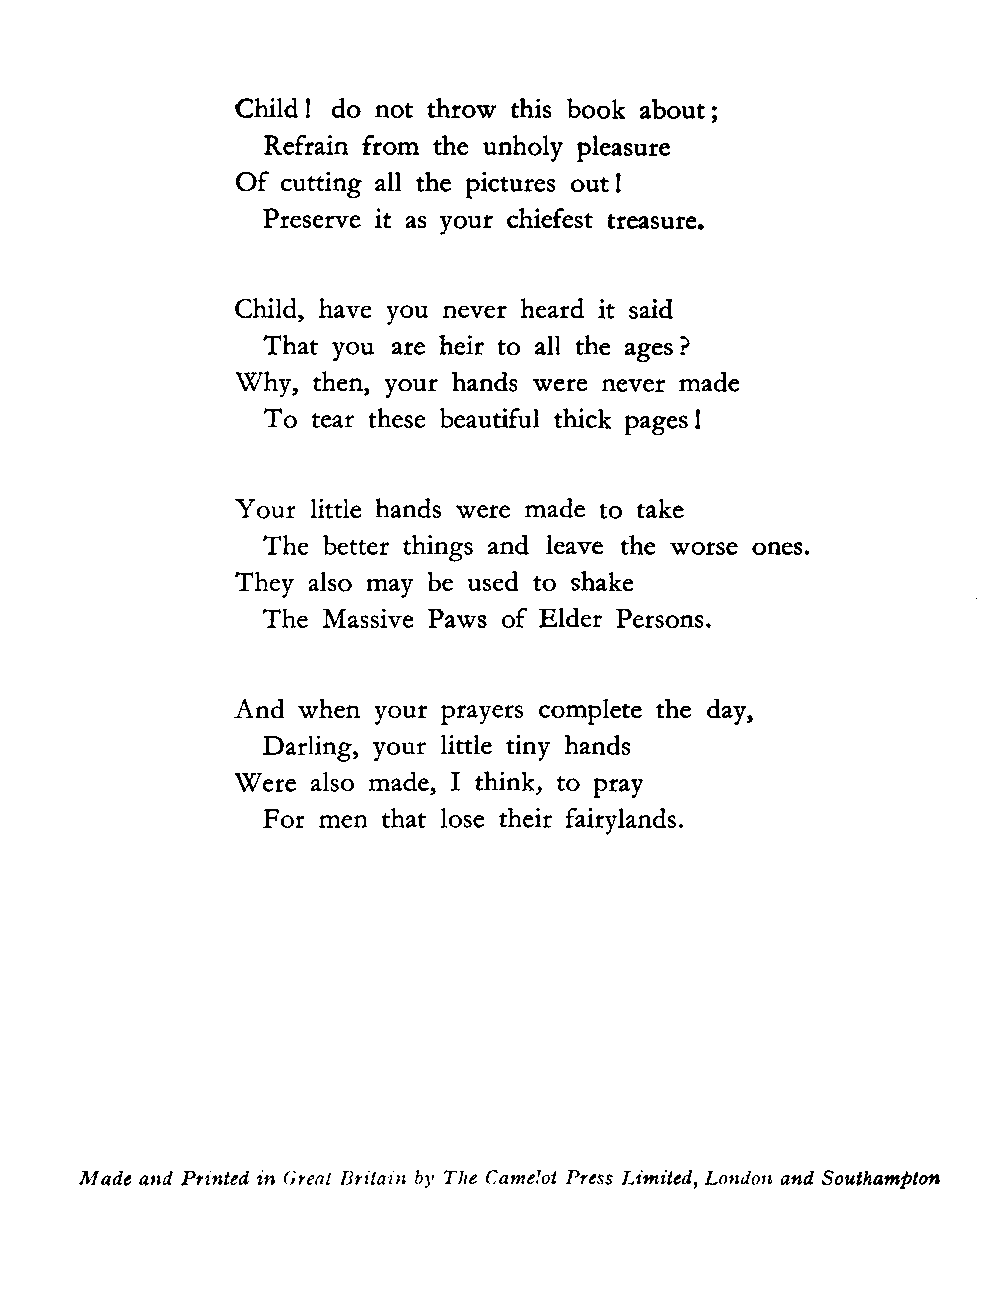 Child! do not throw this book about;
Refrain from the unholy pleasure
Of cutting all the pictures out!
Preserve it as your chiefest treasure.
Child, have you never heard it said
That you are heir to all the ages?
Why, then, your hands were never made
To tear these beautiful thick pages!
Your little hands were made to take
The better things and leave the worse ones.
They also may be used to shake
The Massive Paws of Elder Persons.
And when your prayers complete the day,
Darling, your little tiny hands
Were also made, I think, to pray
For men that lose their fairylands.
Made and Printed in Great Britain by The Camelot Press Limited, London and Southampton